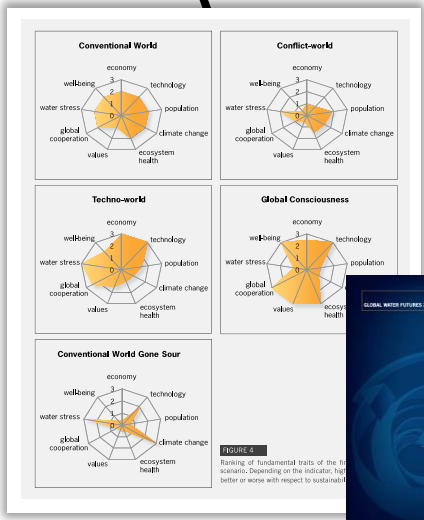 Conventional World
economy
3
2
1
0
technology
population
climate change
ecosystem
health
values
global
cooperation
water stress
well-being
Conflict-world
economy
3
2
1
0
technology
population
climate change
ecosystem
health
values
global
cooperation
water stress
well-being
Techno-world
economy
3
2
1
0
technology
population
climate change
ecosystem
health
values
global
cooperation
water stress
well-being
Global Consciousness
economy
3
2
1
0
technology
population
values
global
cooperation
water stress
well-being
Conventional World Gone Sour
economy
3
2
1
0
technology
population
climate change
ecosystem
health
values
global
cooperation
water stress
well-being
FIGURE 4
Ranking of fundamental traits of the
scenario. Depending on the indicator,
better or worse with respect to
GLOBAL WATER FUTURES